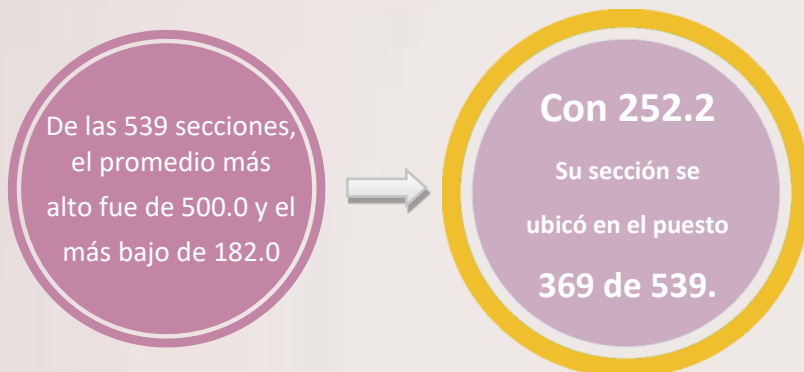 De las 539 secciones,
el promedio más
alto fue de 500.0 y el
más bajo de 182.0
Con 252.2
Su sección se
ubicó en el puesto
369 de 539.